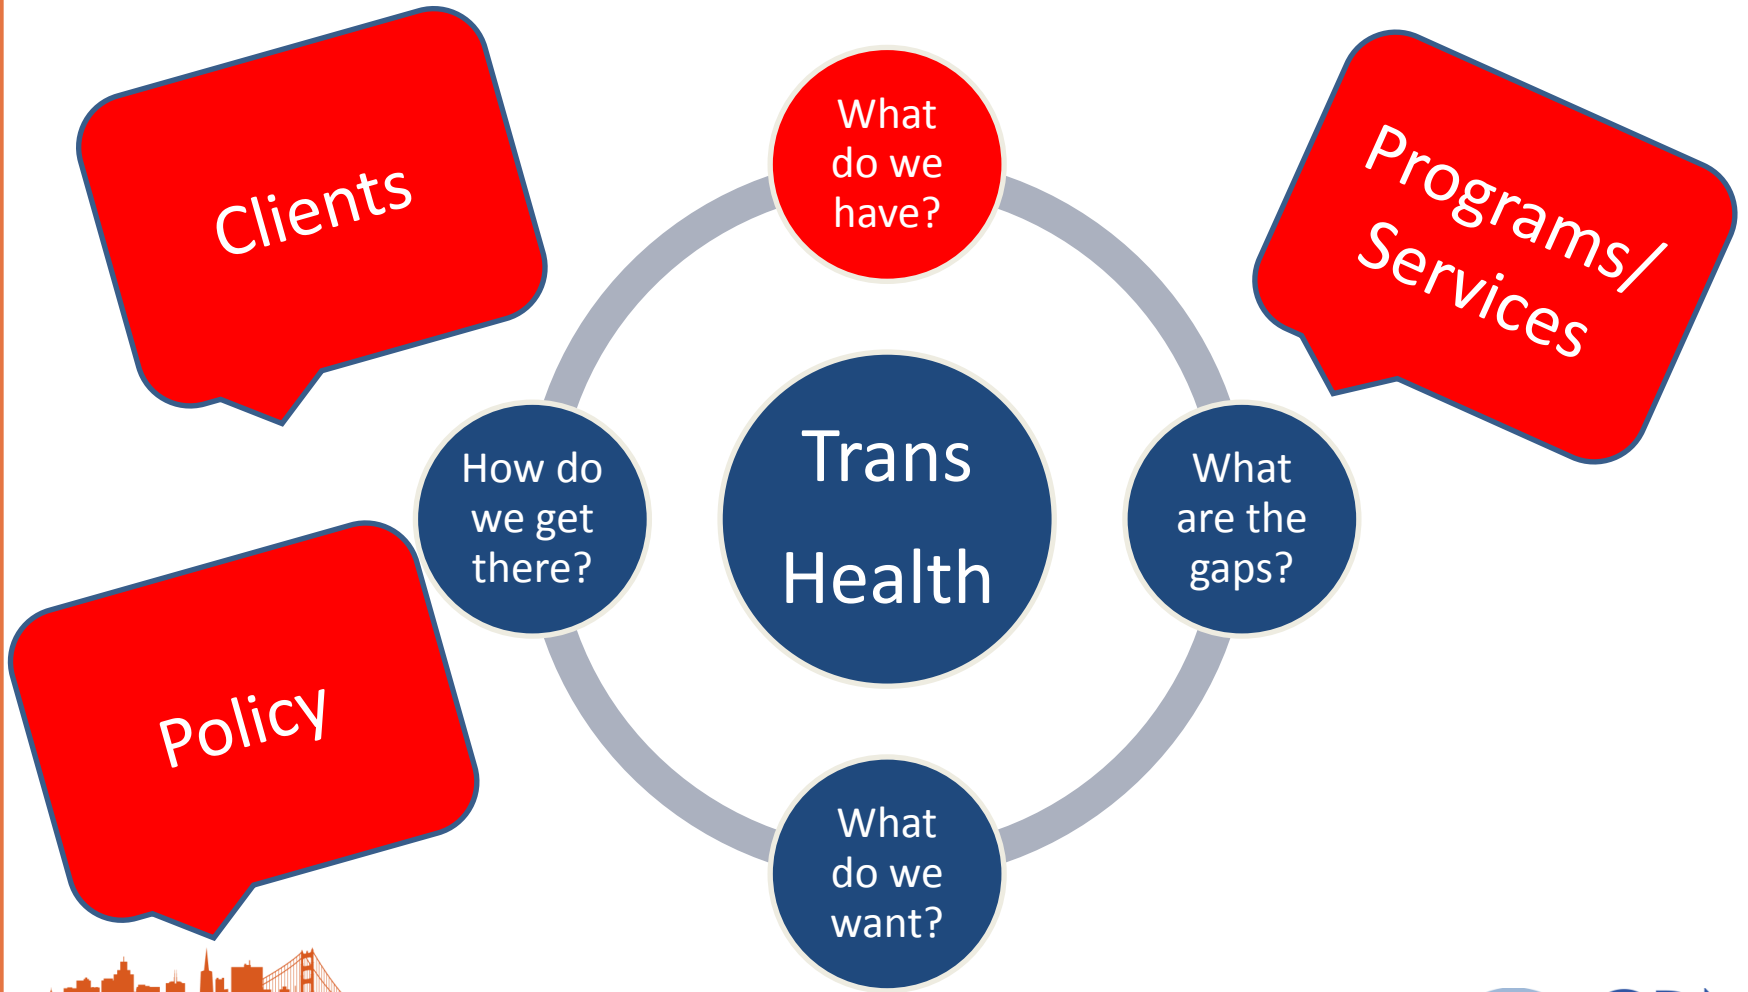 Clients
What
do we
have?
Programs/
Services
How do
we get
there?
Trans
Health
What
are the
gaps?
Policy
What
do we
want?